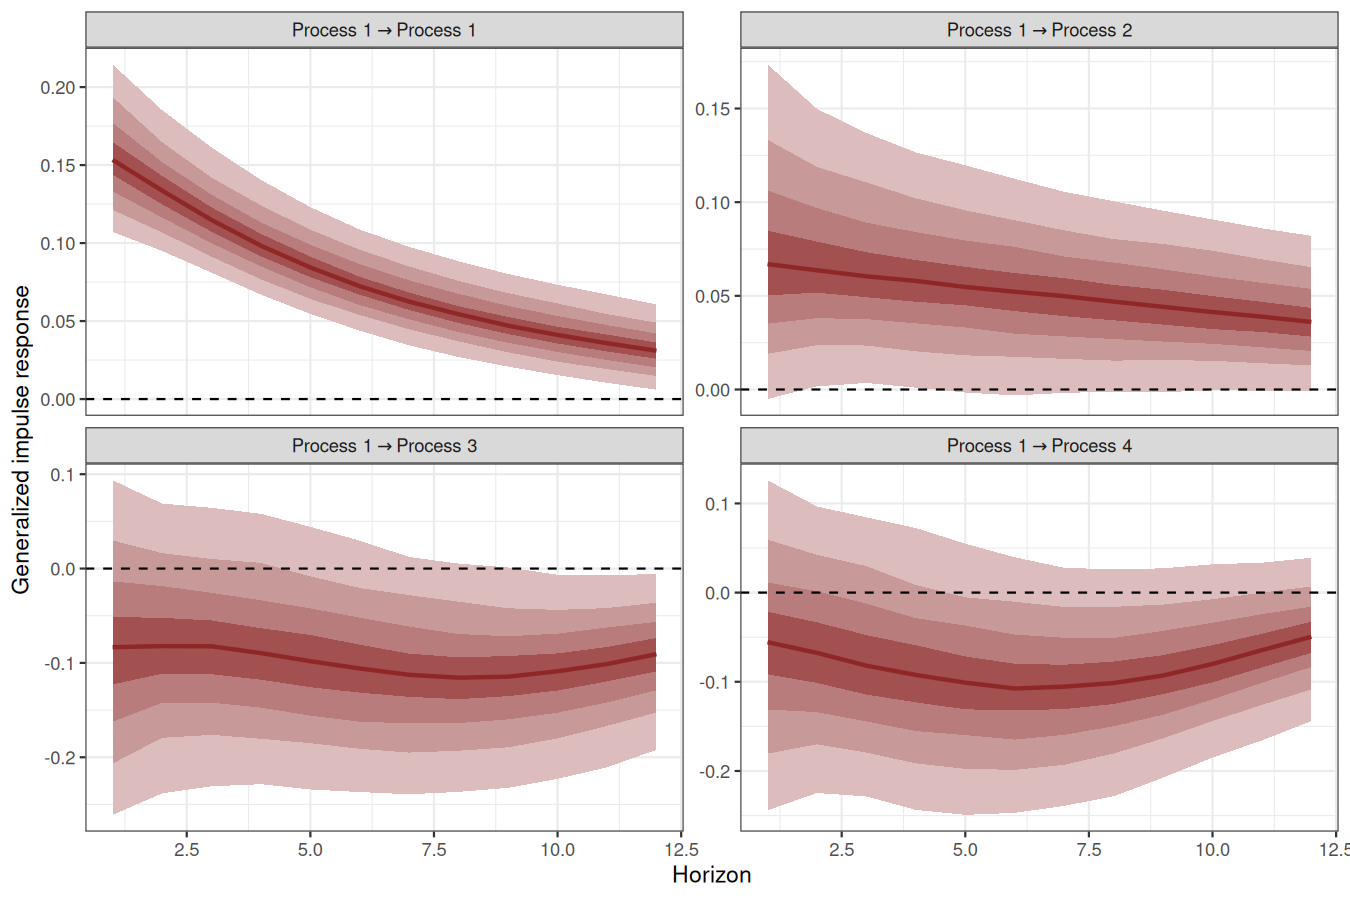 Process 1 → Process 1
Process 1 → Process 2
0.20
0.15
0.10
0.05
0.00
0.15
0.10
0.05
0.00
Process 1 → Process 3
Process 1 → Process 4
0.1
0.0
-0.1
-0.2
0.1
0.0
-0.1
-0.2
2.5 5.0 7.5 10.0 12.5
2.5 5.0 7.5 10.0 12.5
Horizon
Generalized impulse response